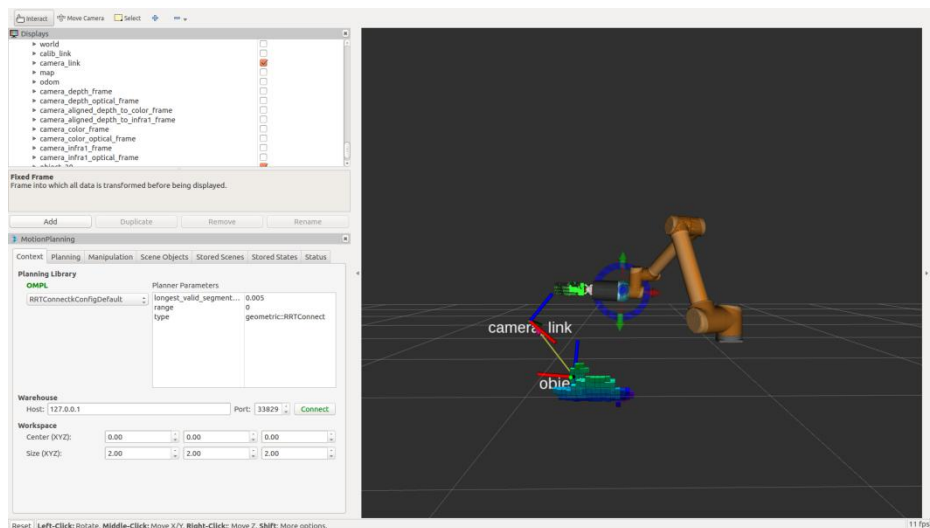 Interact Move Camera Select
Displays
world
calib_link
camera_link
map
odom
camera_depth_frame
camera_depth_optical_frame
camera_aligned_depth_to_color_frame
camera_aligned_depth_to_infra1_frame
camera_color_frame
camera_color_optical_frame
camera_infra1_frame
camera_infra1_optical_frame
Fixed Frame
Frame into which all data is transformed before being displayed.
Add Duplicate Remove Rename
MotionPlanning
Context Planning Manipulation Scene Objects Stored Scenes Stored States Status
Planning Library
OMPL Planner Parameters
RRTConnectkConfigDefault longest_valid_segment... 0.005
range 0
type geometric::RRTConnect
Warehouse
Host: 127.0.0.1 Port: 33829 Connect
Workspace
Center (XYZ): 0.00 0.00 0.00
Size (XYZ): 2.00 2.00 2.00
camera_link
obje
Reset Left-Click: Rotate. Middle-Click: Move X/Y. Right-Click: Move Z. Shift: More options. 11 fps